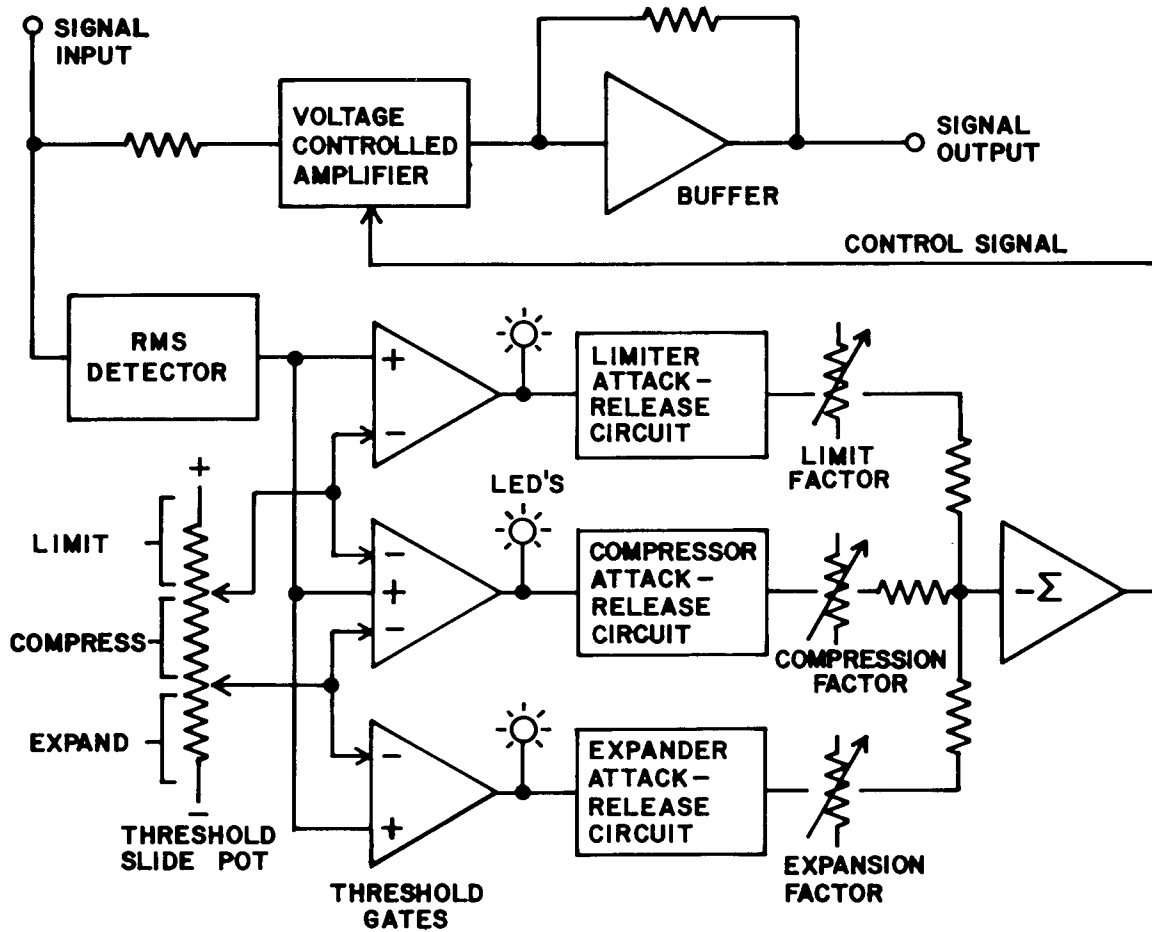 SIGNAL
INPUT
VOLTAGE
CONTROLLED
AMPLIFIER
BUFFER
SIGNAL
OUTPUT
CONTROL SIGNAL
RMS
DETECTOR
+
−
LIMITER
ATTACK−
RELEASE
CIRCUIT
LIMIT
FACTOR
+
−
LIMIT
COMPRESS
EXPAND
THRESHOLD
SLIDE POT
LED'S
−
+
−
COMPRESSOR
ATTACK−
RELEASE
CIRCUIT
COMPRESSION
FACTOR
−Σ
−
+
EXPANDER
ATTACK−
RELEASE
CIRCUIT
EXPANSION
FACTOR
THRESHOLD
GATES